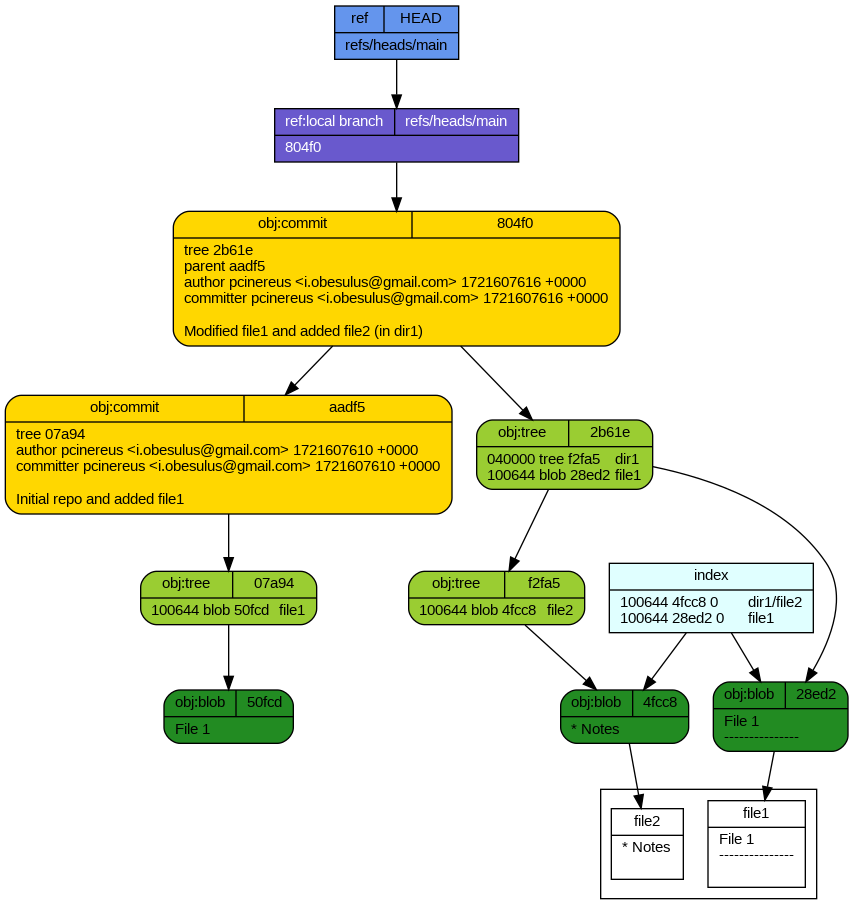 ref HEAD
refs/heads/main
ref:local branch refs/heads/main
804f0
obj:commit 804f0
tree 2b61e
parent aadf5
author pcinereus <i.obesulus@gmail.com> 1721607616 +0000
committer pcinereus <i.obesulus@gmail.com> 1721607616 +0000
Modified file1 and added file2 (in dir1)
obj:commit aadf5
tree 07a94
author pcinereus <i.obesulus@gmail.com> 1721607610 +0000
committer pcinereus <i.obesulus@gmail.com> 1721607610 +0000
Initial repo and added file1
obj:tree 2b61e
040000 tree f2fa5 dir1
100644 blob 28ed2 file1
obj:tree 07a94
100644 blob 50fcd file1
obj:tree f2fa5
100644 blob 4fcc8 file2
index
100644 4fcc8 0 dir1/file2
100644 28ed2 0 file1
obj:blob 50fcd
File 1
obj:blob 4fcc8
* Notes
obj:blob 28ed2
File 1
---------------
file2
* Notes
file1
File 1
---------------